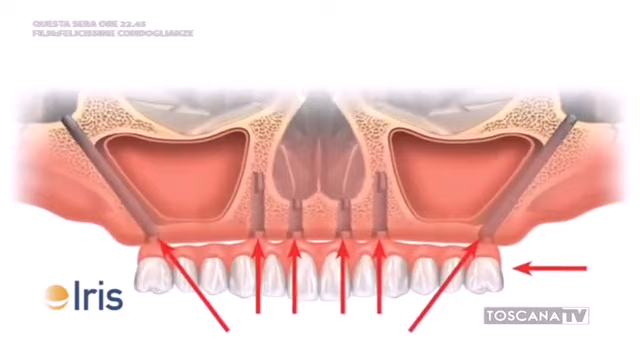 QUESTA SERA ORE 22.45
FILM:FELICISSIME CONDOGLIANZE
Iris
TOSCANA TV